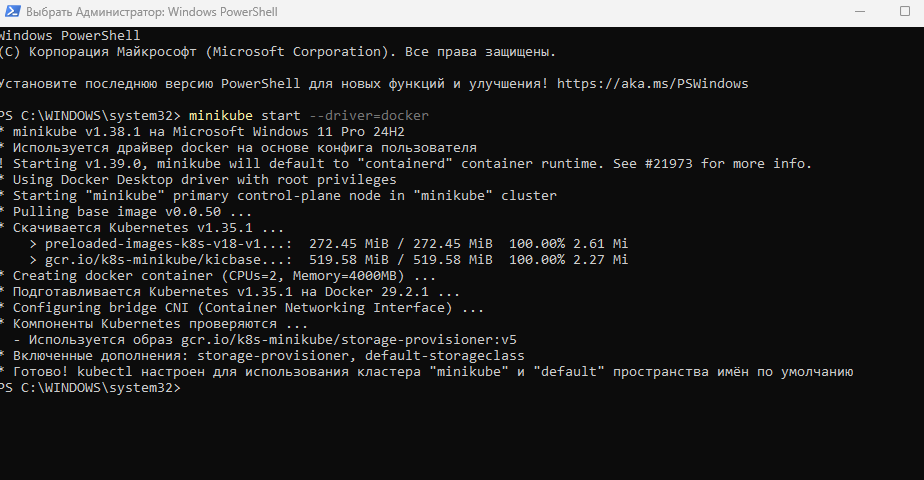 Выбрать Администратор: Windows PowerShell
Windows PowerShell
(C) Корпорация Майкрософт (Microsoft Corporation). Все права защищены.
Установите последнюю версию PowerShell для новых функций и улучшения! https://aka.ms/PSWindows
PS C:\WINDOWS\system32> minikube start --driver=docker
* minikube v1.38.1 на Microsoft Windows 11 Pro 24H2
* Используется драйвер docker на основе конфига пользователя
! Starting v1.39.0, minikube will default to "containerd" container runtime. See #21973 for more info.
* Using Docker Desktop driver with root privileges
* Starting "minikube" primary control-plane node in "minikube" cluster
* Pulling base image v0.0.50 ...
* Скачивается Kubernetes v1.35.1 ...
> preloaded-images-k8s-v18-v1...: 272.45 MiB / 272.45 MiB 100.00% 2.61 Mi
> gcr.io/k8s-minikube/kicbase...: 519.58 MiB / 519.58 MiB 100.00% 2.27 Mi
* Creating docker container (CPUs=2, Memory=4000MB) ...
* Подготавливается Kubernetes v1.35.1 на Docker 29.2.1 ...
* Configuring bridge CNI (Container Networking Interface) ...
* Компоненты Kubernetes проверяются ...
- Используется образ gcr.io/k8s-minikube/storage-provisioner:v5
* Включенные дополнения: storage-provisioner, default-storageclass
* Готово! kubectl настроен для использования кластера "minikube" и "default" пространства имён по умолчанию
PS C:\WINDOWS\system32>